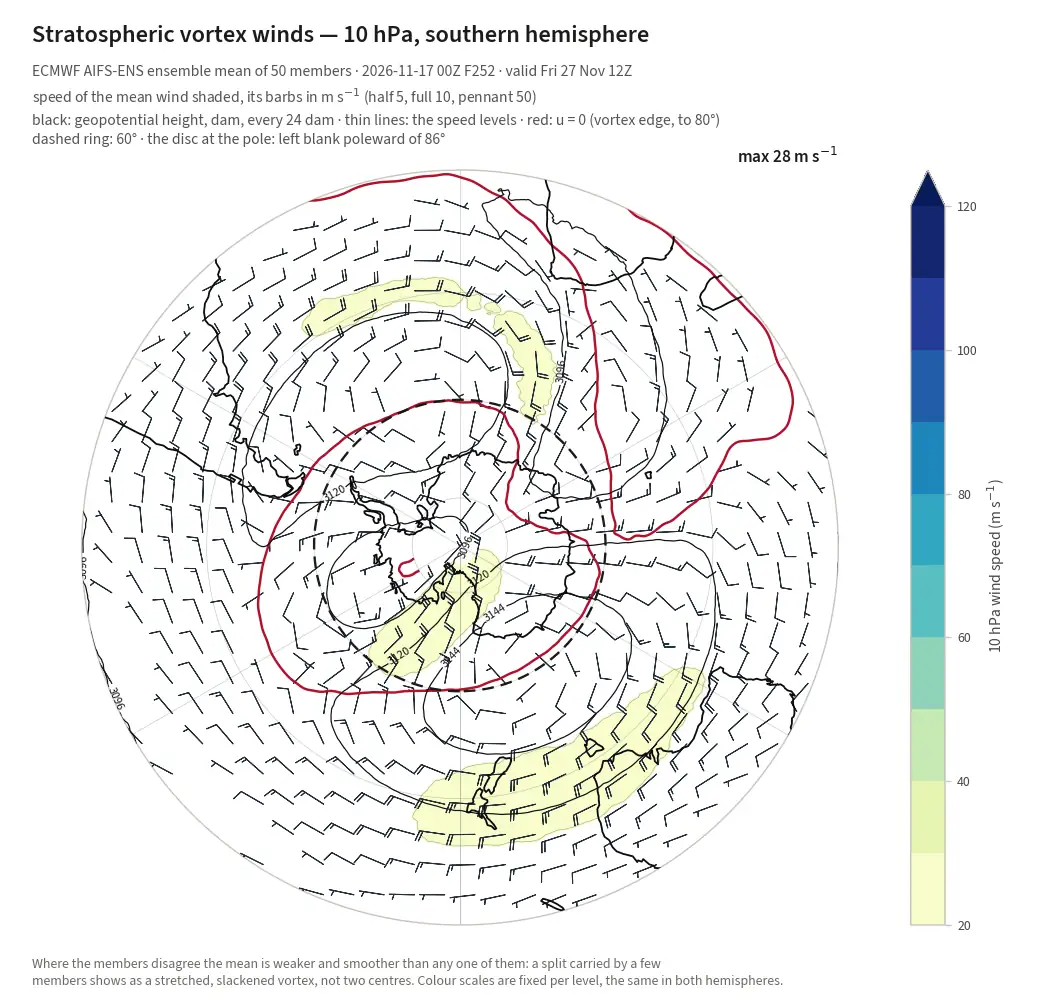 Stratospheric vortex winds — 10 hPa, southern hemisphere
ECMWF AIFS-ENS ensemble mean of 50 members · 2026-11-17 00Z F252 · valid Fri 27 Nov 12Z
speed of the mean wind shaded, its barbs in m s⁻¹ (half 5, full 10, pennant 50)
black: geopotential height, dam, every 24 dam · thin lines: the speed levels · red: u = 0 (vortex edge, to 80°)
dashed ring: 60° · the disc at the pole: left blank poleward of 86°
max 28 m s⁻¹
120
100
80
60
40
20
10 hPa wind speed (m s⁻¹)
3096
3120
3096
3144
3120
3144
3096
Where the members disagree the mean is weaker and smoother than any one of them: a split carried by a few
members shows as a stretched, slackened vortex, not two centres. Colour scales are fixed per level, the same in both hemispheres.